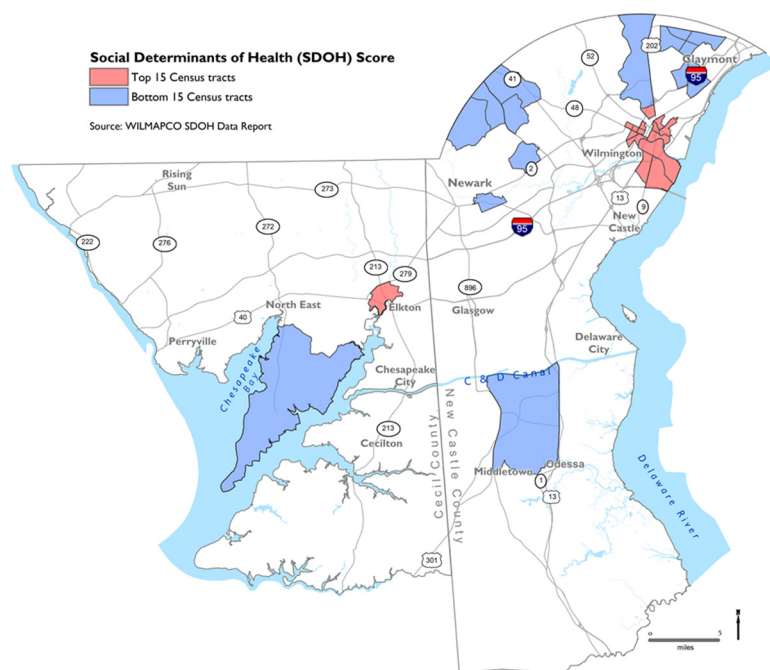 Social Determinants of Health (SDOH) Score
Top 15 Census tracts
Bottom 15 Census tracts
Source: WILMAPCO SDOH Data Report
202
Claymont
52
95
41
48
Wilmington
2
Rising
Sun
273
Newark
13
9
New
Castle
272
222
276
95
213
279
896
North East
Elkton
Glasgow
40
Perryville
Delaware
City
Chesapeake
Bay
Chesapeake
City
C & D Canal
213
Cecilton
Cecil County
New Castle County
Middletown
Odessa
1
13
Delaware River
301
N
0 5
miles